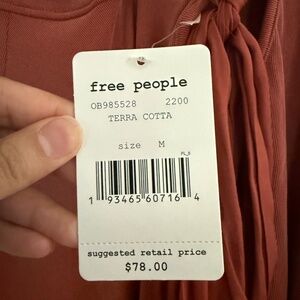 free people
OB985528 2200
TERRA COTTA
size M
1 93465 60716 4
suggested retail price
$78.00